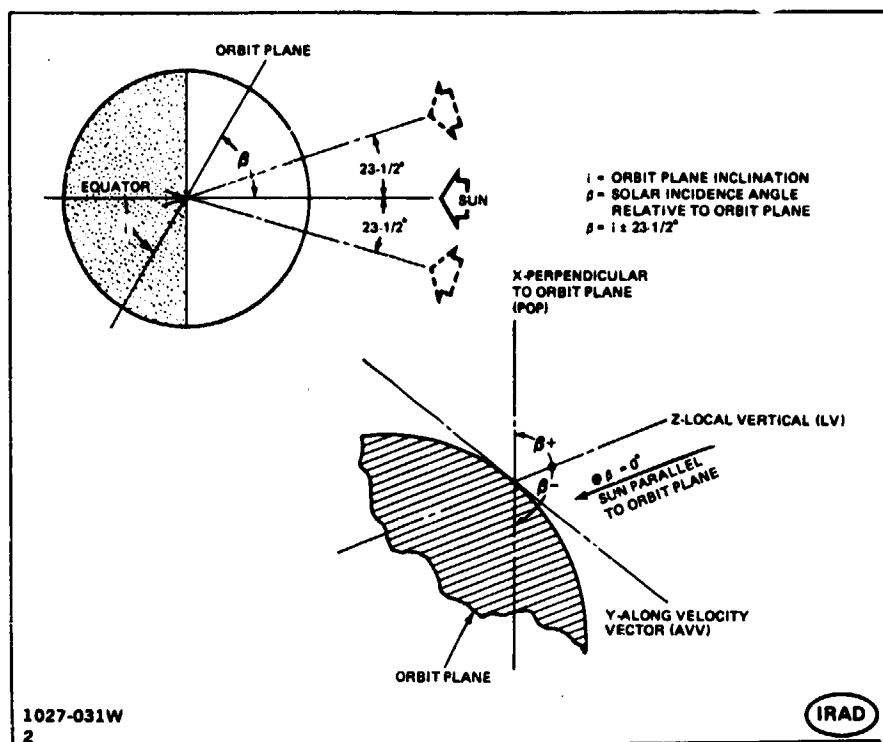 ORBIT PLANE
β
23-1/2°
EQUATOR
i
SUN
23-1/2°
i = ORBIT PLANE INCLINATION
β = SOLAR INCIDENCE ANGLE
RELATIVE TO ORBIT PLANE
β = i ± 23-1/2°
X-PERPENDICULAR
TO ORBIT PLANE
(POP)
Z-LOCAL VERTICAL (LV)
β+
β-
@ β = 0°
SUN PARALLEL
TO ORBIT PLANE
Y-ALONG VELOCITY
VECTOR (AVV)
ORBIT PLANE
1027-031W
2
IRAD